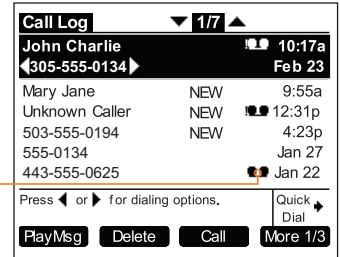 Call Log 1/7
John Charlie 10:17a
305-555-0134 Feb 23
Mary Jane NEW 9:55a
Unknown Caller NEW 12:31p
503-555-0194 NEW 4:23p
555-0134 Jan 27
443-555-0625 Jan 22
Press or for dialing options. Quick
Dial
PlayMsg Delete Call More 1/3